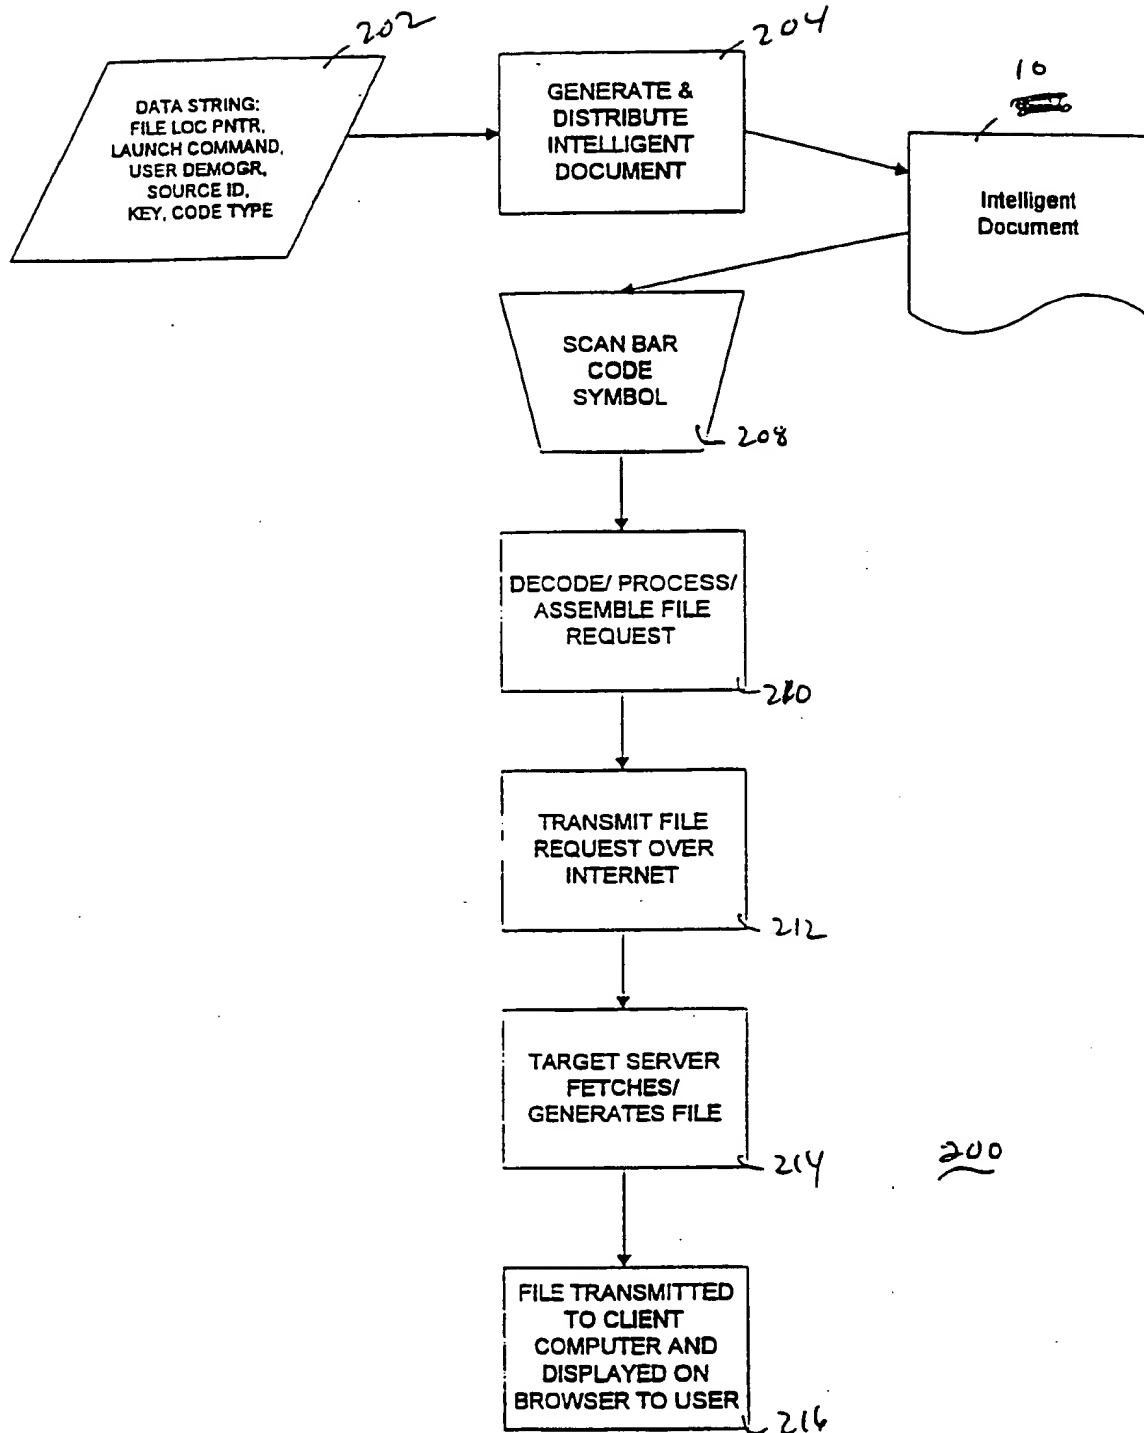 202
DATA STRING:
FILE LOC PNTR,
LAUNCH COMMAND,
USER DEMOGR,
SOURCE ID,
KEY, CODE TYPE
204
GENERATE &
DISTRIBUTE
INTELLIGENT
DOCUMENT
10
Intelligent
Document
SCAN BAR
CODE
SYMBOL
208
DECODE/ PROCESS/
ASSEMBLE FILE
REQUEST
210
TRANSMIT FILE
REQUEST OVER
INTERNET
212
TARGET SERVER
FETCHES/
GENERATES FILE
214
200
FILE TRANSMITTED
TO CLIENT
COMPUTER AND
DISPLAYED ON
BROWSER TO USER
216